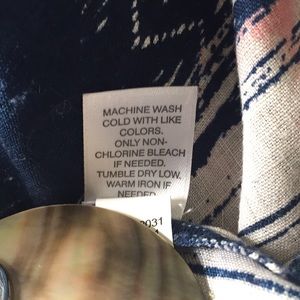 MACHINE WASH
COLD WITH LIKE
COLORS.
ONLY NON-
CHLORINE BLEACH
IF NEEDED.
TUMBLE DRY LOW,
WARM IRON IF
NEEDED